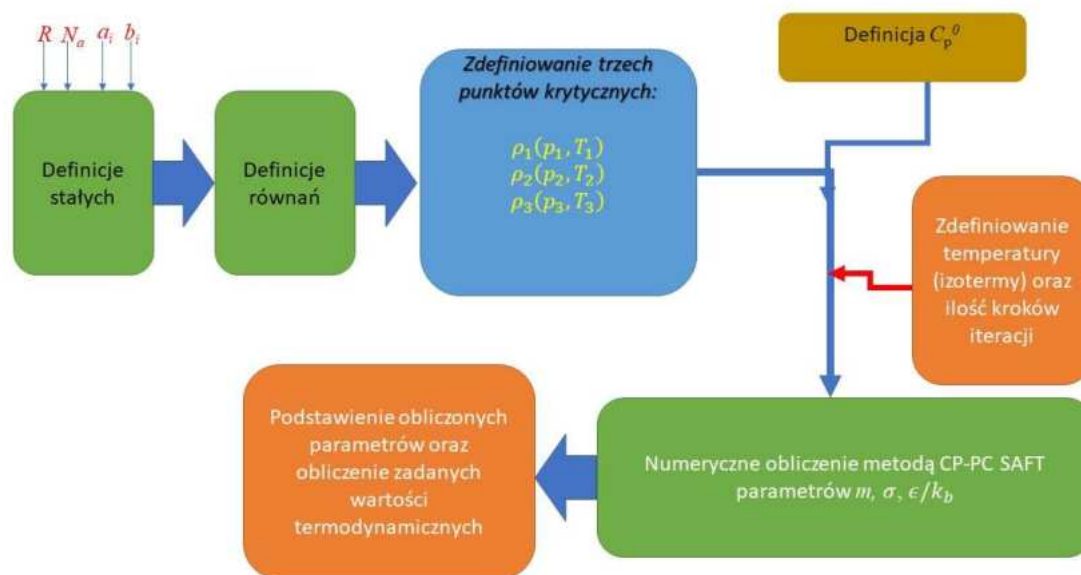 R N_a a_i b_i
Definicje
stałych
Definicje
równań
Zdefiniowanie trzech
punktów krytycznych:
ρ₁(p₁, T₁)
ρ₂(p₂, T₂)
ρ₃(p₃, T₃)
Definicja C_p⁰
Zdefiniowanie
temperatury
(izotermy) oraz
ilość kroków
iteracji
Numeryczne obliczenie metodą CP-PC SAFT
parametrów m, σ, ϵ/k_b
Podstawienie obliczonych
parametrów oraz
obliczenie zadanych
wartości
termodynamicznych